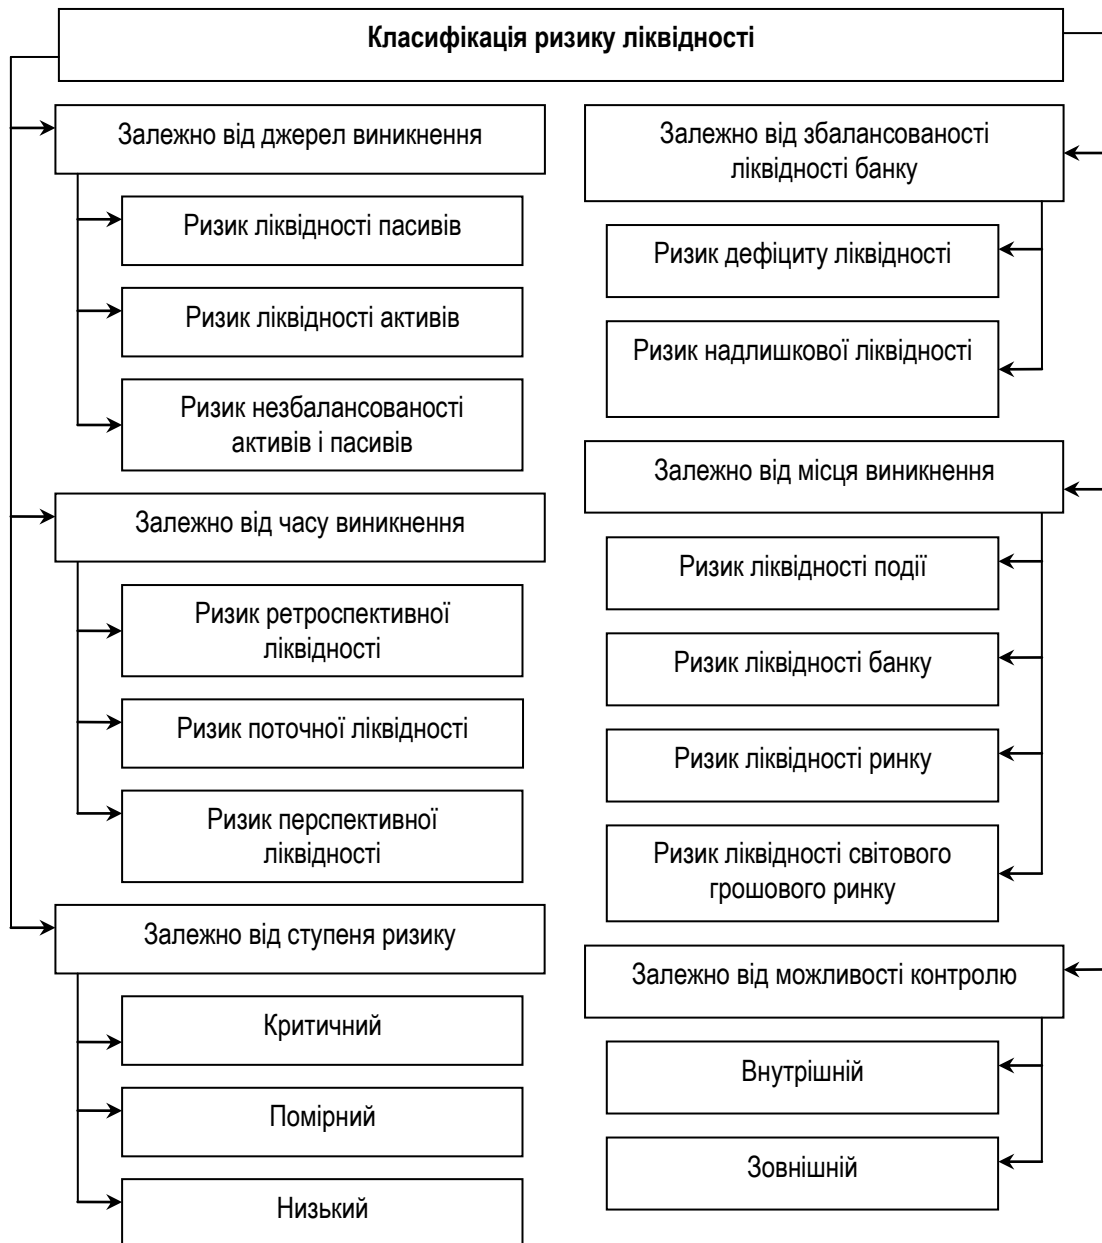 Класифікація ризику ліквідності
Залежно від джерел виникнення
Ризик ліквідності пасивів
Ризик ліквідності активів
Ризик незбалансованості
активів і пасивів
Залежно від часу виникнення
Ризик ретроспективної
ліквідності
Ризик поточної ліквідності
Ризик перспективної
ліквідності
Залежно від ступеня ризику
Критичний
Помірний
Низький
Залежно від збалансованості
ліквідності банку
Ризик дефіциту ліквідності
Ризик надлишкової ліквідності
Залежно від місця виникнення
Ризик ліквідності події
Ризик ліквідності банку
Ризик ліквідності ринку
Ризик ліквідності світового
грошового ринку
Залежно від можливості контролю
Внутрішній
Зовнішній